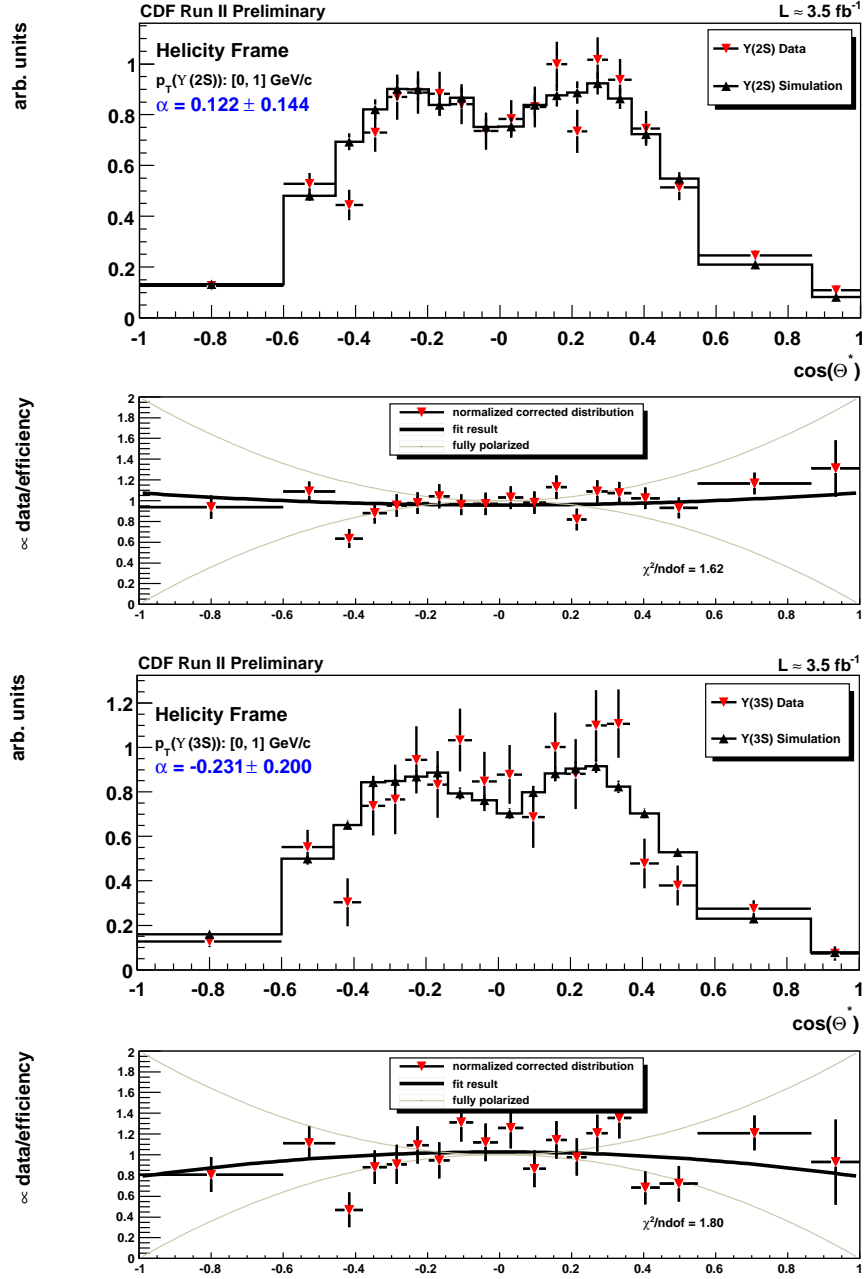 CDF Run II Preliminary L ≈ 3.5 fb⁻¹
arb. units
Helicity Frame
p_T(Υ(2S)): [0, 1] GeV/c
α = 0.122 ± 0.144
Υ(2S) Data
Υ(2S) Simulation
1
0.8
0.6
0.4
0.2
0
-1 -0.8 -0.6 -0.4 -0.2 -0 0.2 0.4 0.6 0.8 1
cos(Θ*)
∝ data/efficiency
normalized corrected distribution
fit result
fully polarized
2
1.8
1.6
1.4
1.2
1
0.8
0.6
0.4
0.2
0
χ²/ndof = 1.62
-1 -0.8 -0.6 -0.4 -0.2 -0 0.2 0.4 0.6 0.8 1
CDF Run II Preliminary L ≈ 3.5 fb⁻¹
arb. units
Helicity Frame
p_T(Υ(3S)): [0, 1] GeV/c
α = -0.231 ± 0.200
Υ(3S) Data
Υ(3S) Simulation
1.2
1
0.8
0.6
0.4
0.2
0
-1 -0.8 -0.6 -0.4 -0.2 -0 0.2 0.4 0.6 0.8 1
cos(Θ*)
∝ data/efficiency
normalized corrected distribution
fit result
fully polarized
2
1.8
1.6
1.4
1.2
1
0.8
0.6
0.4
0.2
0
χ²/ndof = 1.80
-1 -0.8 -0.6 -0.4 -0.2 -0 0.2 0.4 0.6 0.8 1